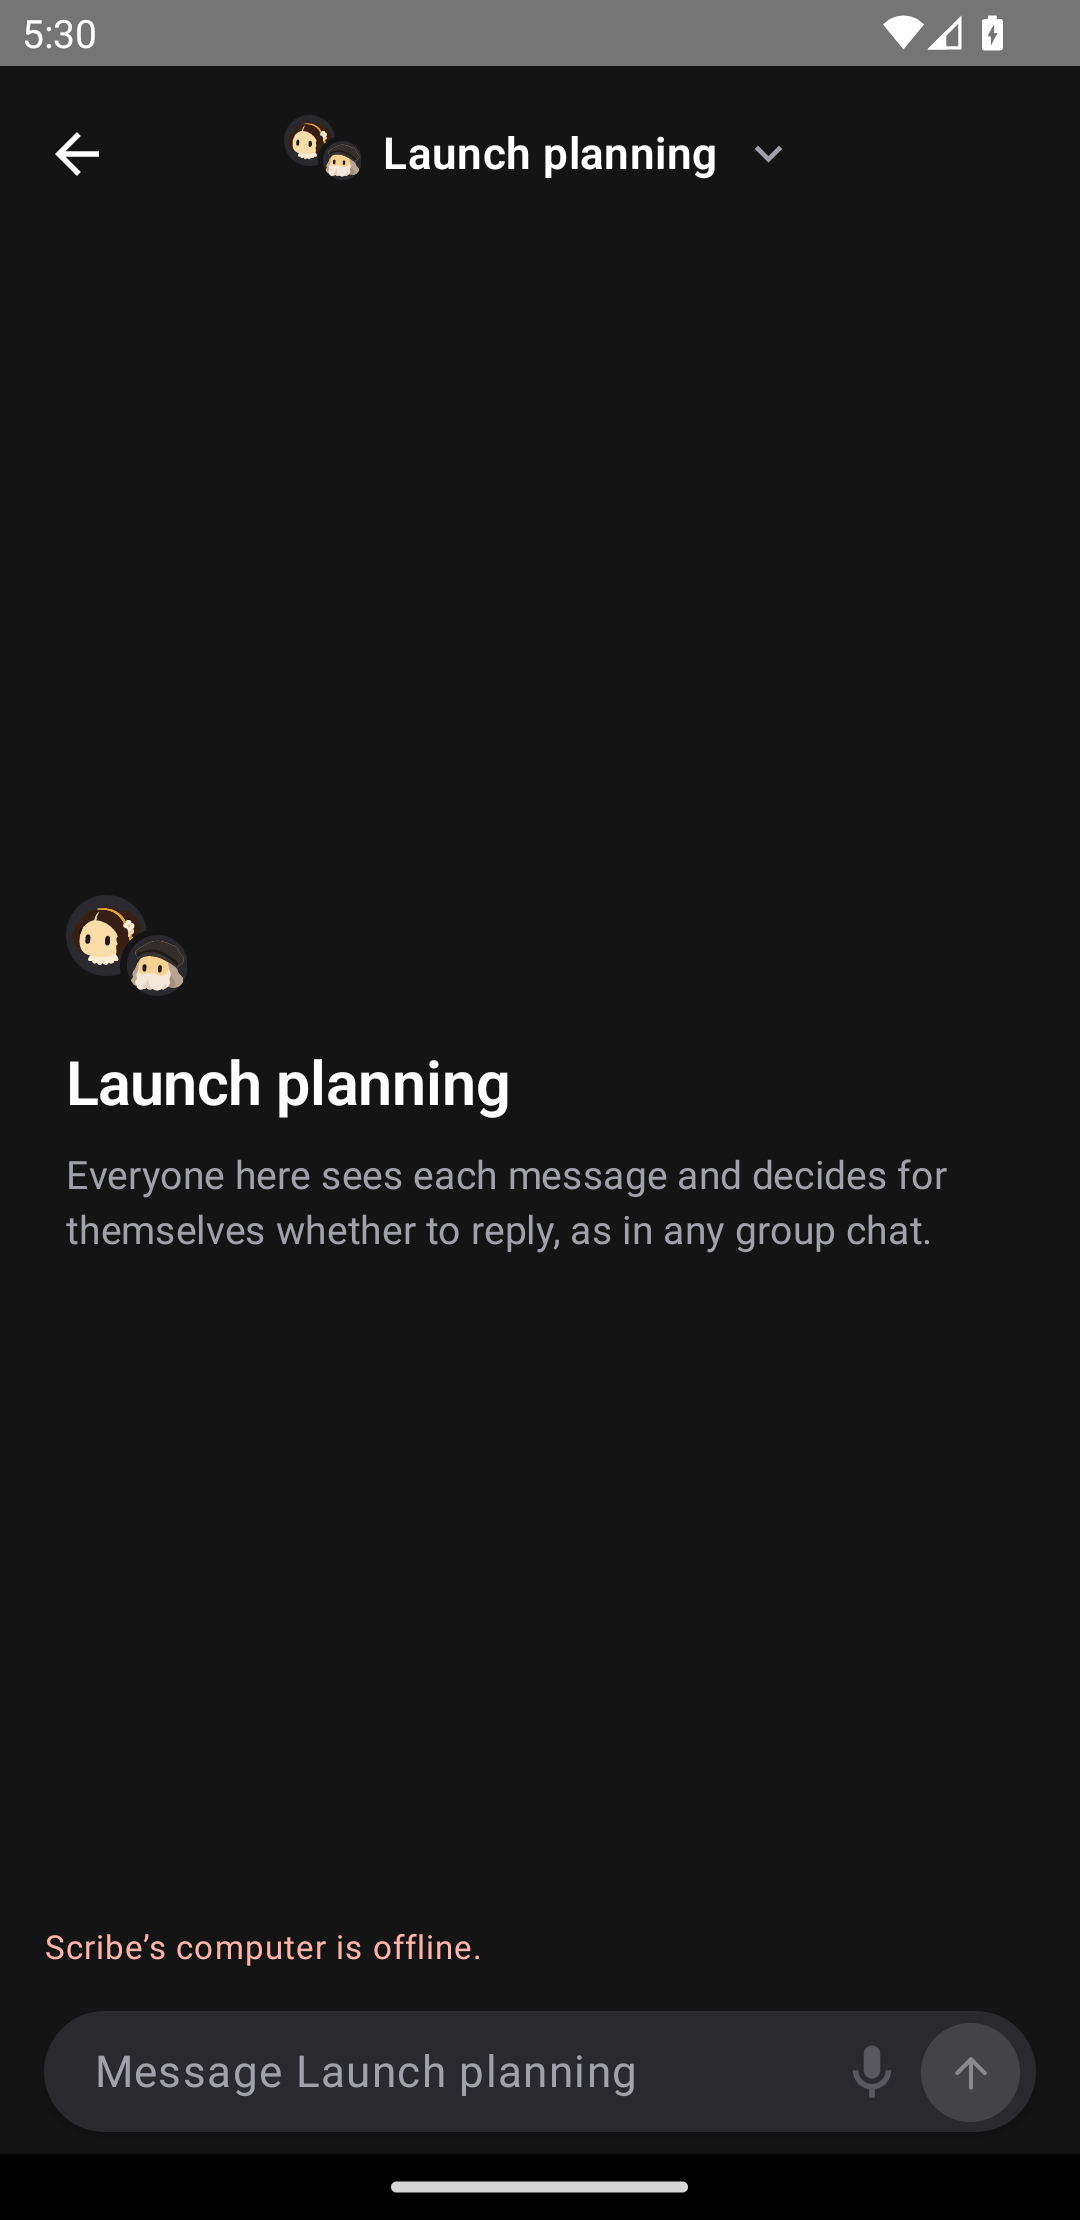 5:30
Launch planning
Launch planning
Everyone here sees each message and decides for
themselves whether to reply, as in any group chat.
Scribe’s computer is offline.
Message Launch planning